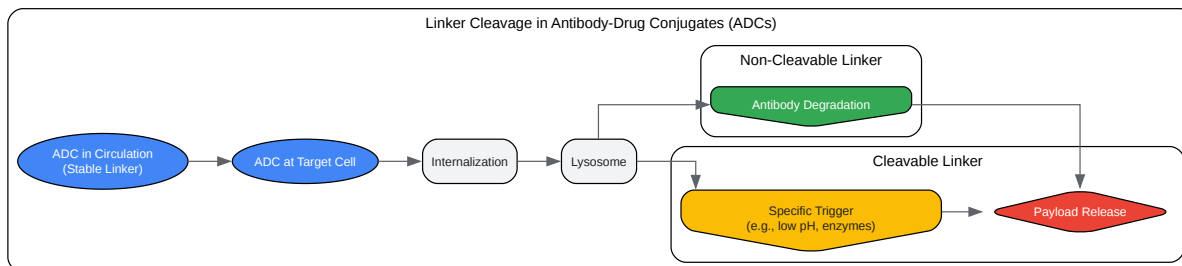 Linker Cleavage in Antibody-Drug Conjugates (ADCs)
Non-Cleavable Linker
Antibody Degradation
ADC in Circulation
(Stable Linker)
ADC at Target Cell
Internalization
Lysosome
Cleavable Linker
Specific Trigger
(e.g., low pH, enzymes)
Payload Release